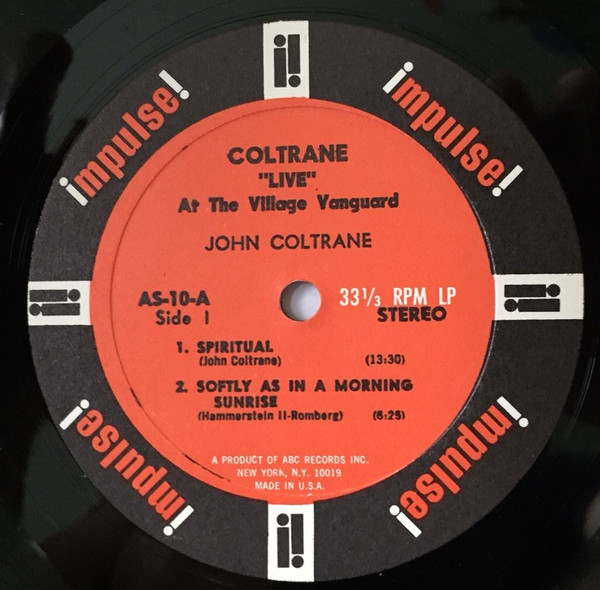 impulse!
impulse!
COLTRANE
"LIVE"
At The Village Vanguard
JOHN COLTRANE
AS-10-A
33 1/3 RPM LP
Side 1
STEREO
1. SPIRITUAL
(John Coltrane) (13:30)
2. SOFTLY AS IN A MORNING
SUNRISE
(Hammerstein II-Romberg) (6:25)
A PRODUCT OF ABC RECORDS INC.
NEW YORK, N.Y. 10019
MADE IN U.S.A.
impulse!
impulse!